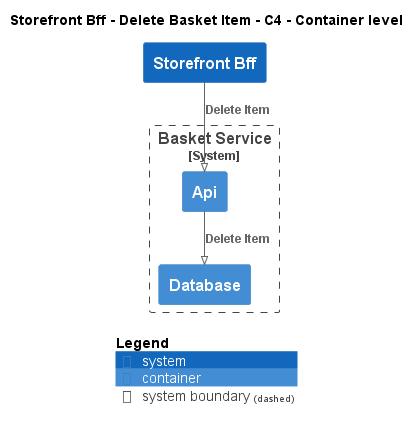 Storefront Bff - Delete Basket Item - C4 - Container level
Storefront Bff
Delete Item
Basket Service
[System]
Api
Delete Item
Database
Legend
system
container
system boundary (dashed)